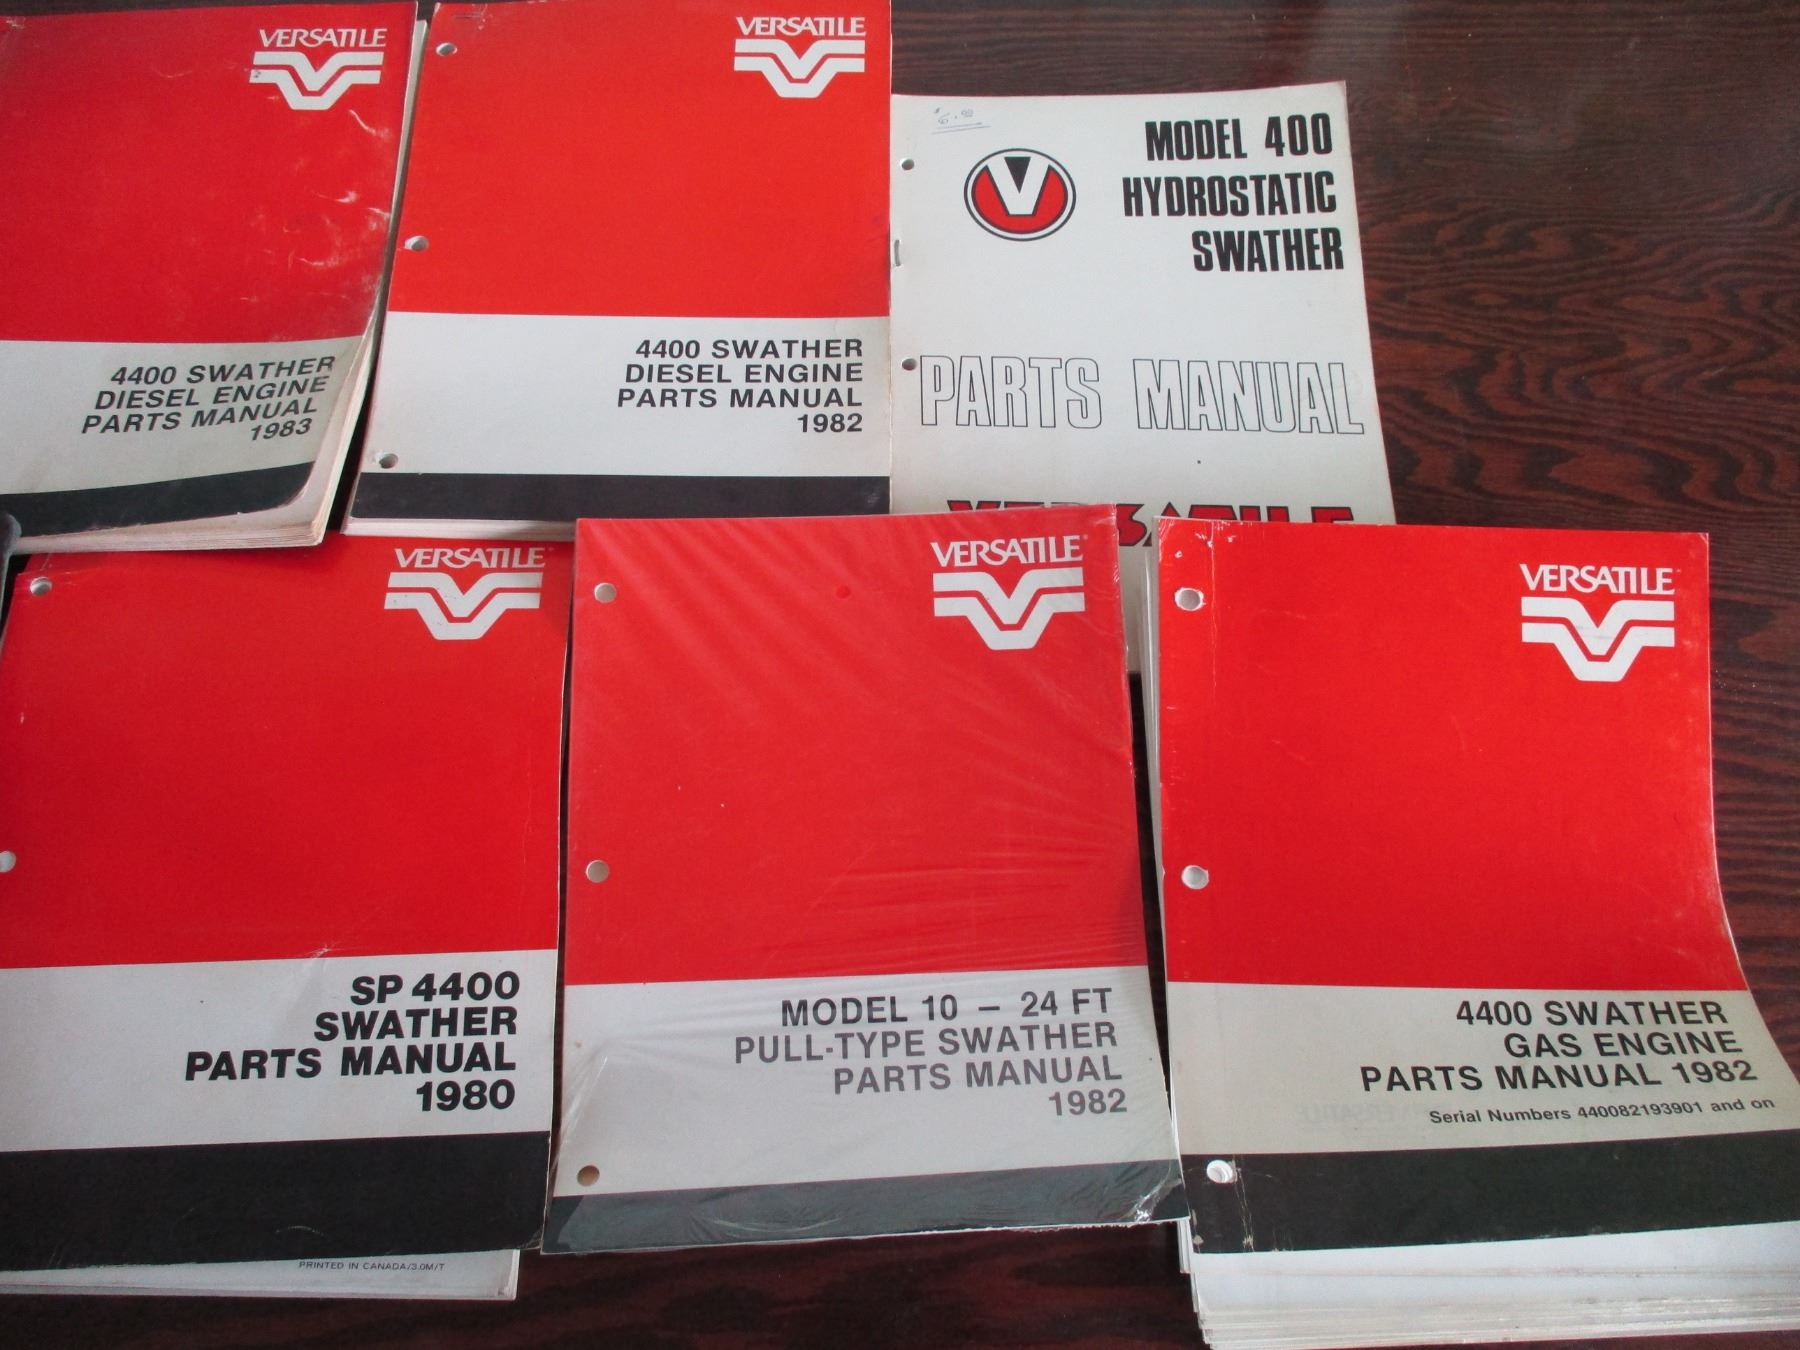 VERSATILE
4400 SWATHER
DIESEL ENGINE
PARTS MANUAL
1983
VERSATILE
4400 SWATHER
DIESEL ENGINE
PARTS MANUAL
1982
V
MODEL 400
HYDROSTATIC
SWATHER
PARTS MANUAL
VERSATILE
VERSATILE
SP 4400
SWATHER
PARTS MANUAL
1980
PRINTED IN CANADA/3.0M/T
VERSATILE
MODEL 10 – 24 FT
PULL-TYPE SWATHER
PARTS MANUAL
1982
VERSATILE
4400 SWATHER
GAS ENGINE
PARTS MANUAL 1982
Serial Numbers 440082193901 and on